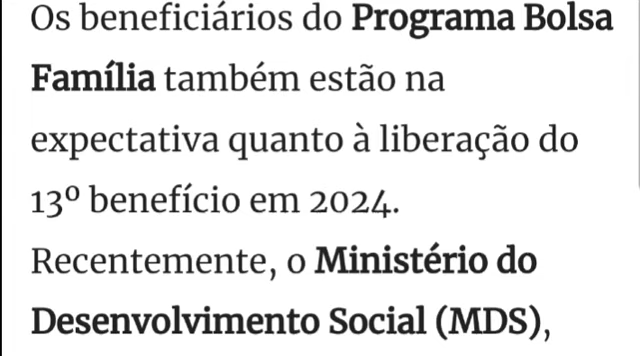 Os beneficiários do Programa Bolsa
Família também estão na
expectativa quanto à liberação do
13º benefício em 2024.
Recentemente, o Ministério do
Desenvolvimento Social (MDS),